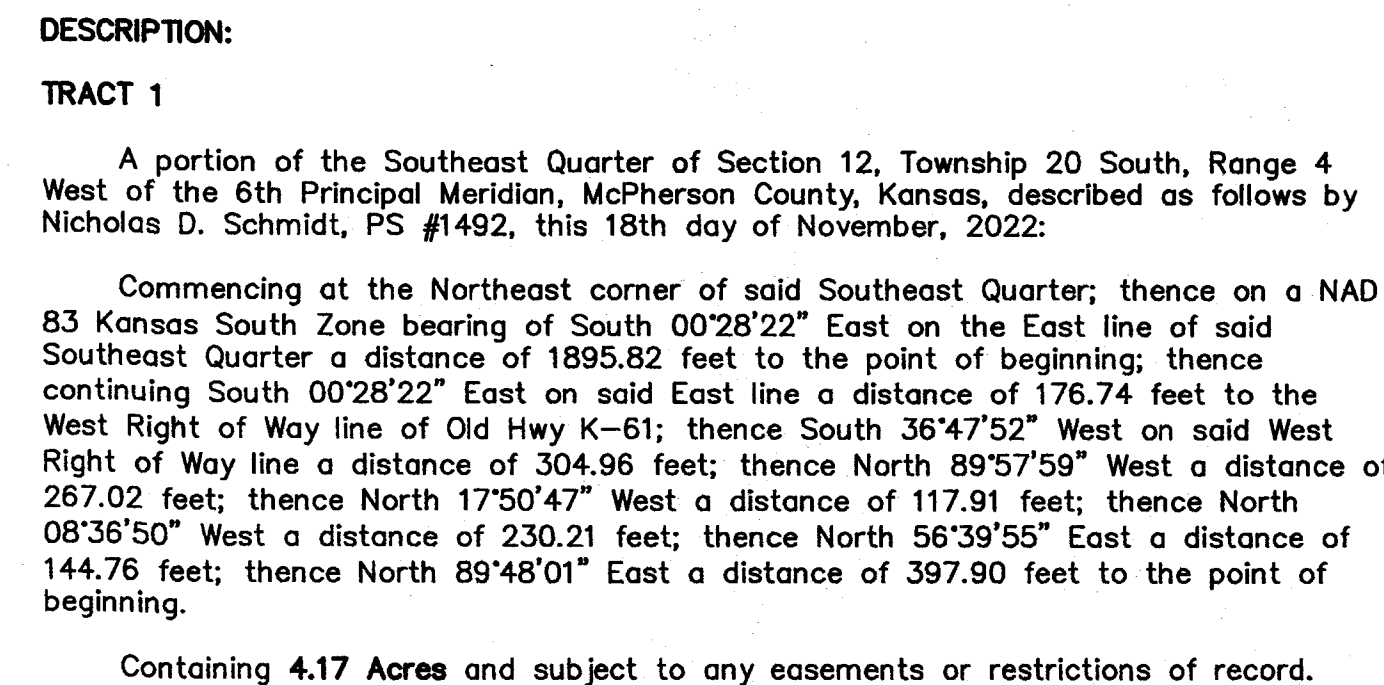 DESCRIPTION:
TRACT 1
A portion of the Southeast Quarter of Section 12, Township 20 South, Range 4
West of the 6th Principal Meridian, McPherson County, Kansas, described as follows by
Nicholas D. Schmidt, PS #1492, this 18th day of November, 2022:
Commencing at the Northeast corner of said Southeast Quarter; thence on a NAD
83 Kansas South Zone bearing of South 00°28'22" East on the East line of said
Southeast Quarter a distance of 1895.82 feet to the point of beginning; thence
continuing South 00°28'22" East on said East line a distance of 176.74 feet to the
West Right of Way line of Old Hwy K-61; thence South 36°47'52" West on said West
Right of Way line a distance of 304.96 feet; thence North 89°57'59" West a distance of
267.02 feet; thence North 17°50'47" West a distance of 117.91 feet; thence North
08°36'50" West a distance of 230.21 feet; thence North 56°39'55" East a distance of
144.76 feet; thence North 89°48'01" East a distance of 397.90 feet to the point of
beginning.
Containing 4.17 Acres and subject to any easements or restrictions of record.